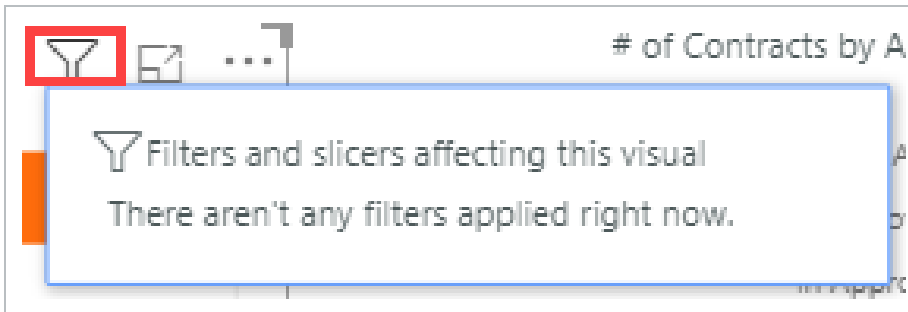 # of Contracts by A
Filters and slicers affecting this visual
There aren't any filters applied right now.